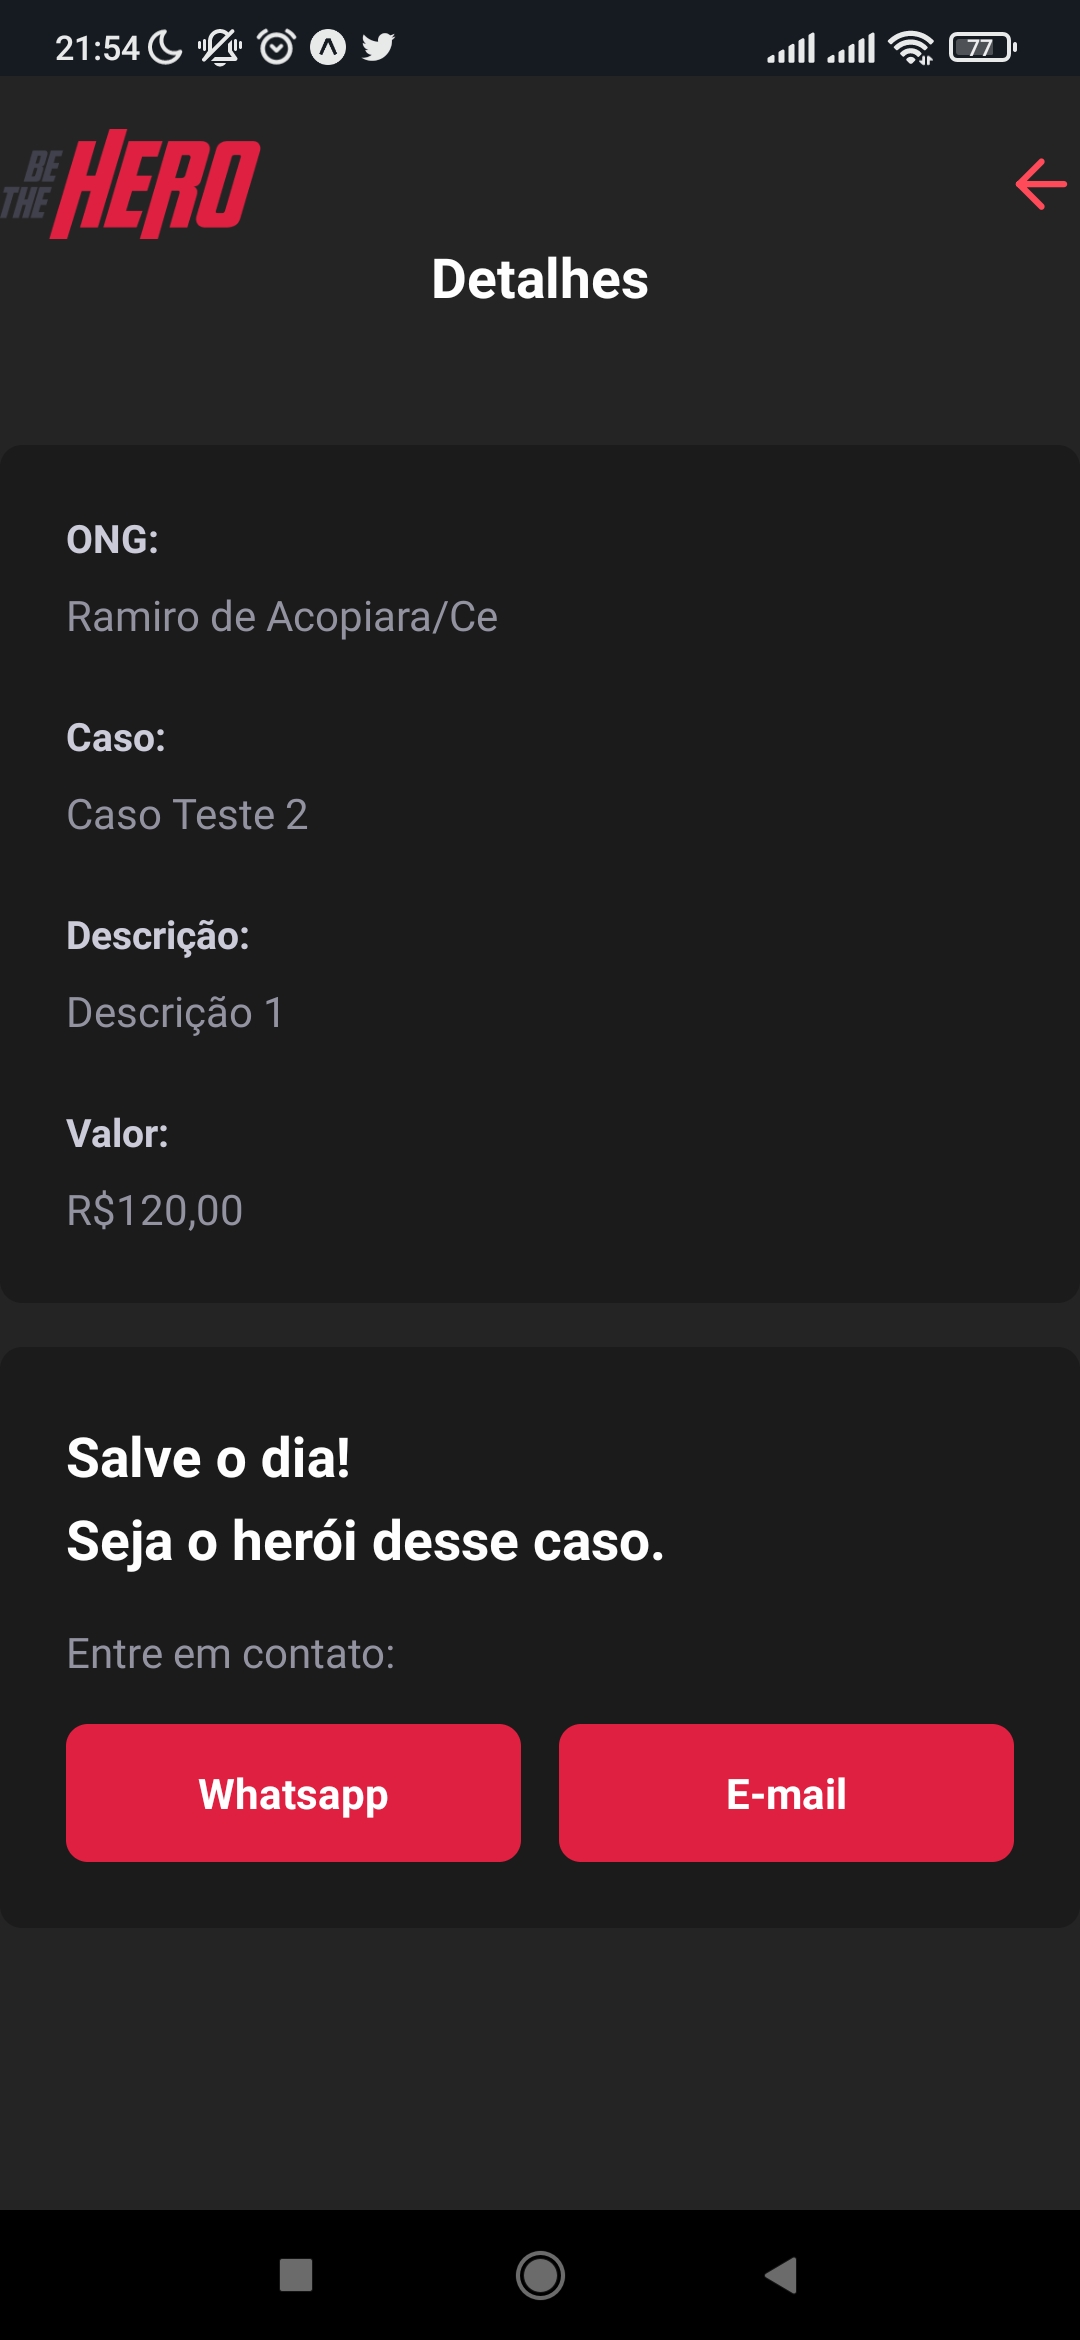 21:54
77
BE
THE
HERO
Detalhes
ONG:
Ramiro de Acopiara/Ce
Caso:
Caso Teste 2
Descrição:
Descrição 1
Valor:
R$120,00
Salve o dia!
Seja o herói desse caso.
Entre em contato:
Whatsapp
E-mail